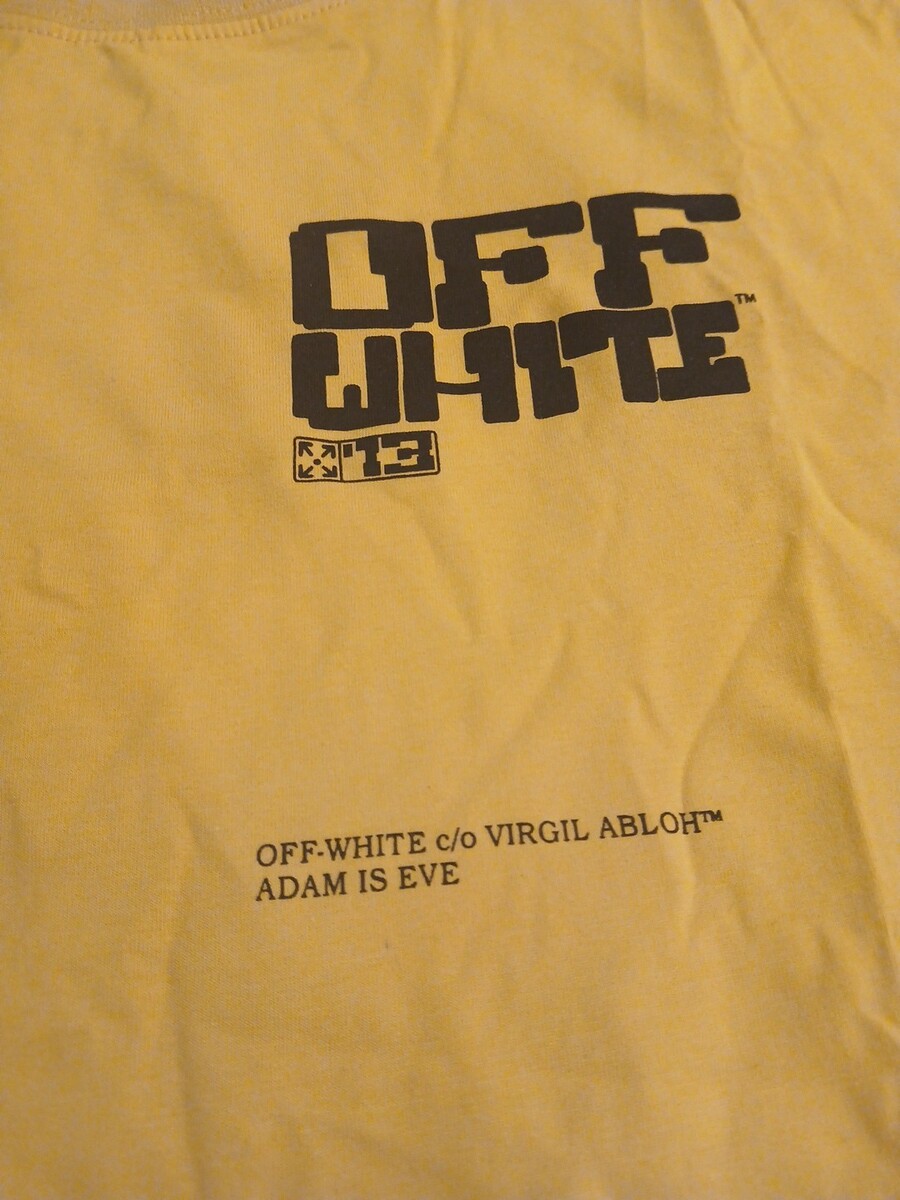 OFF
WHITE™
'13
OFF-WHITE c/o VIRGIL ABLOH™
ADAM IS EVE